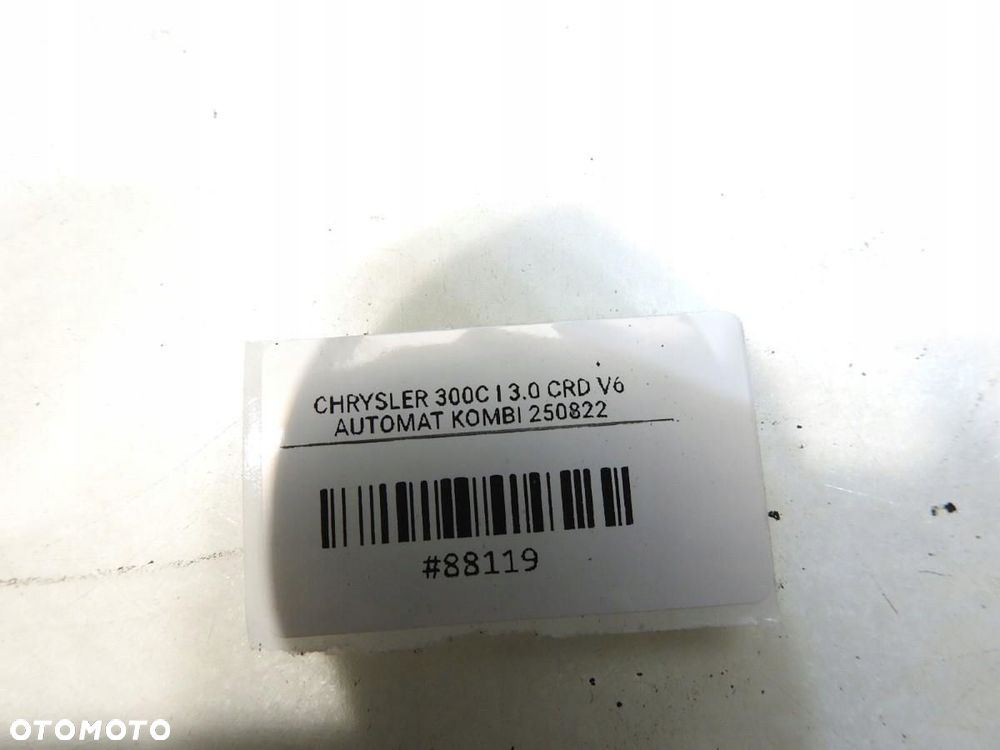 CHRYSLER 300C I 3.0 CRD V6
AUTOMAT KOMBI 250822
#88119
OTOMOTO